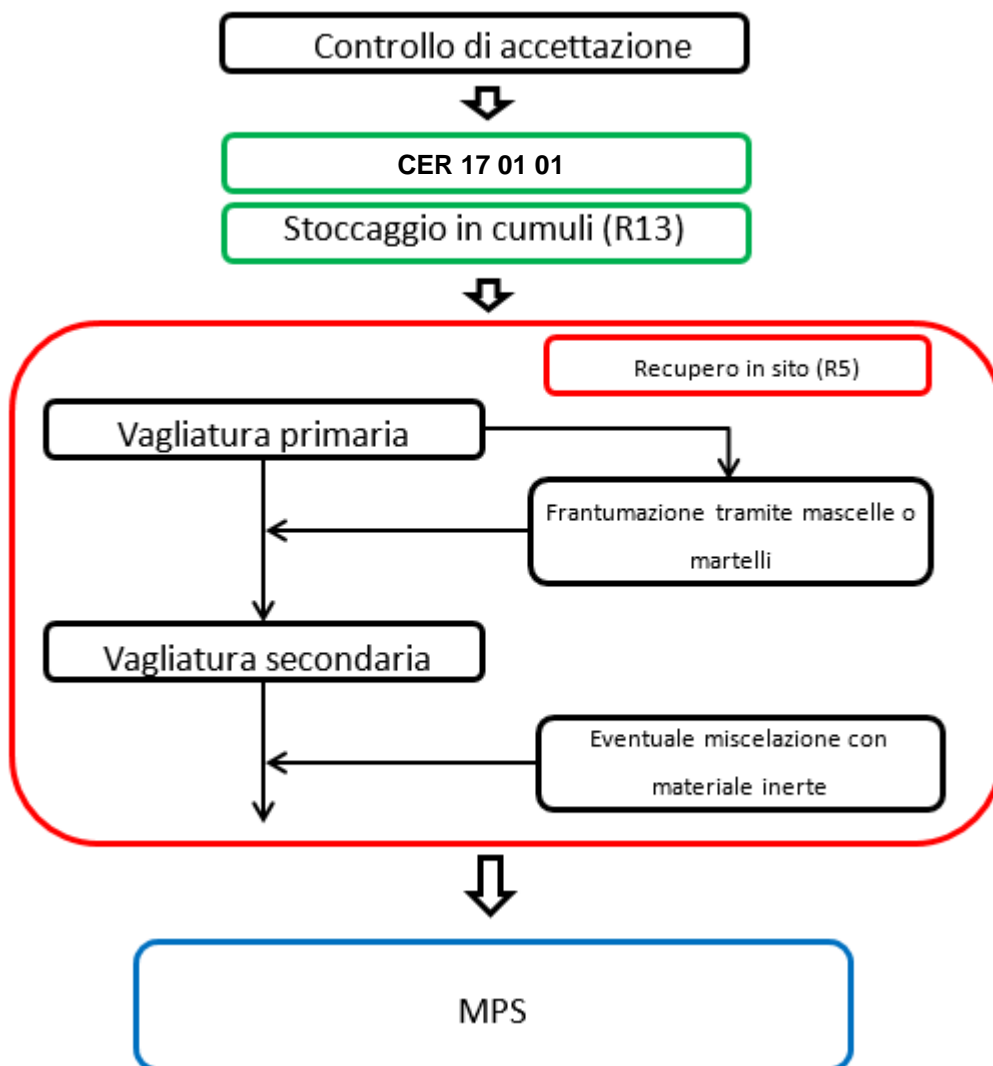 Controllo di accettazione
CER 17 01 01
Stoccaggio in cumuli (R13)
Recupero in sito (R5)
Vagliatura primaria
Frantumazione tramite mascelle o
martelli
Vagliatura secondaria
Eventuale miscelazione con
materiale inerte
MPS